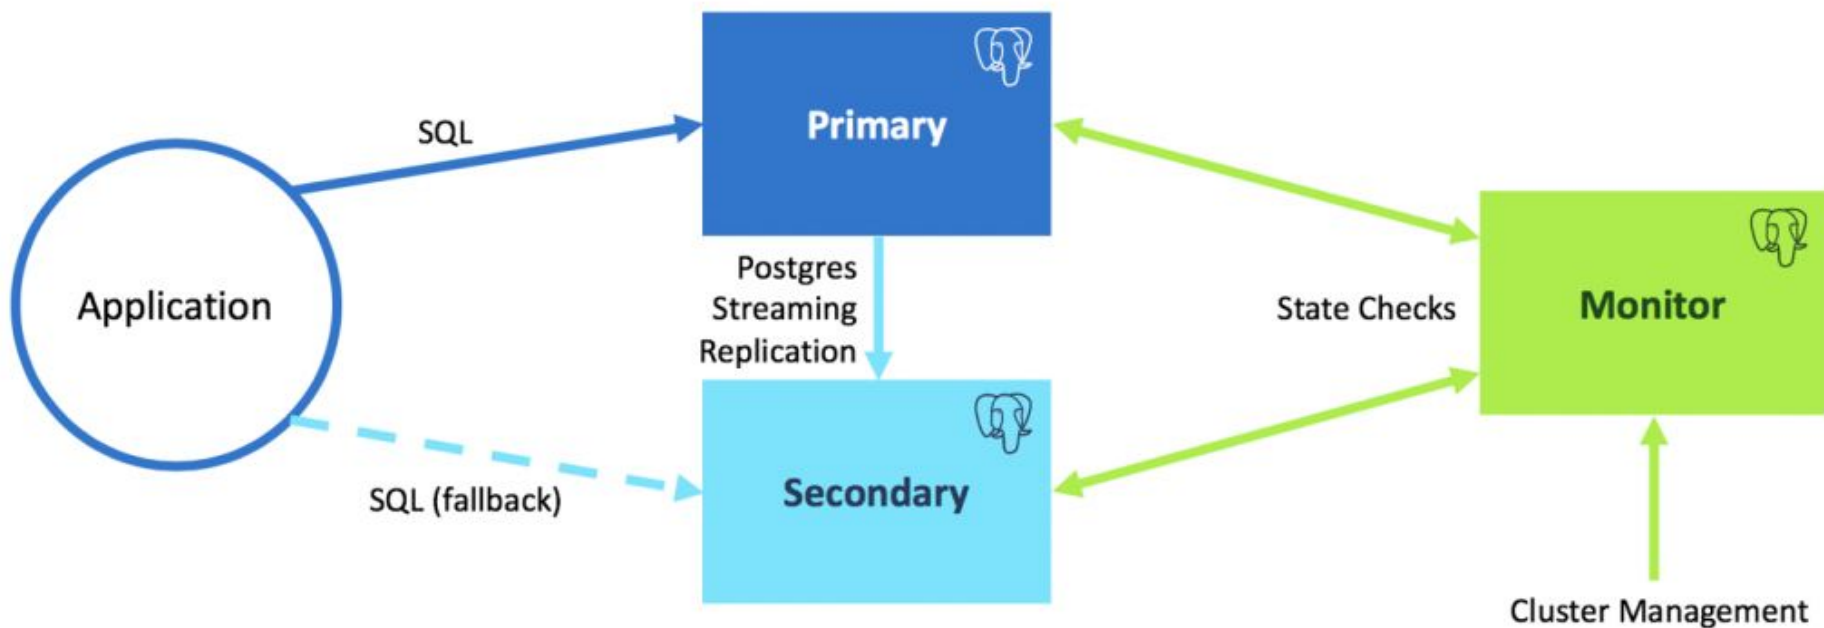 SQL
Primary
Application
Postgres
Streaming
Replication
State Checks
Monitor
SQL (fallback)
Secondary
Cluster Management